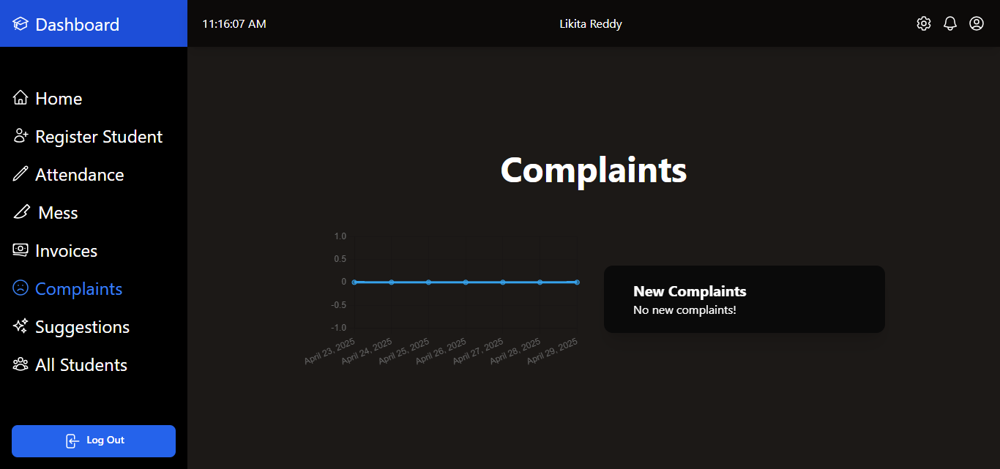 Dashboard
11:16:07 AM
Likita Reddy
Home
Register Student
Attendance
Mess
Invoices
Complaints
Suggestions
All Students
Log Out
Complaints
1.0
0.5
0
-0.5
-1.0
April 23, 2025
April 24, 2025
April 25, 2025
April 26, 2025
April 27, 2025
April 28, 2025
April 29, 2025
New Complaints
No new complaints!